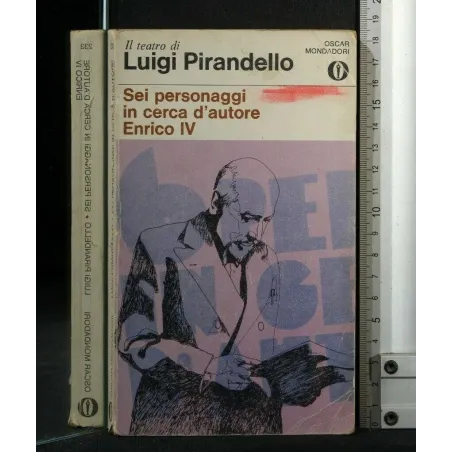 Il teatro di
Luigi Pirandello
OSCAR
MONDADORI
Sei personaggi
in cerca d'autore
Enrico IV
OSCAR MONDADORI
LUIGI PIRANDELLO • SEI PERSONAGGI IN CERCA D'AUTORE
ENRICO IV